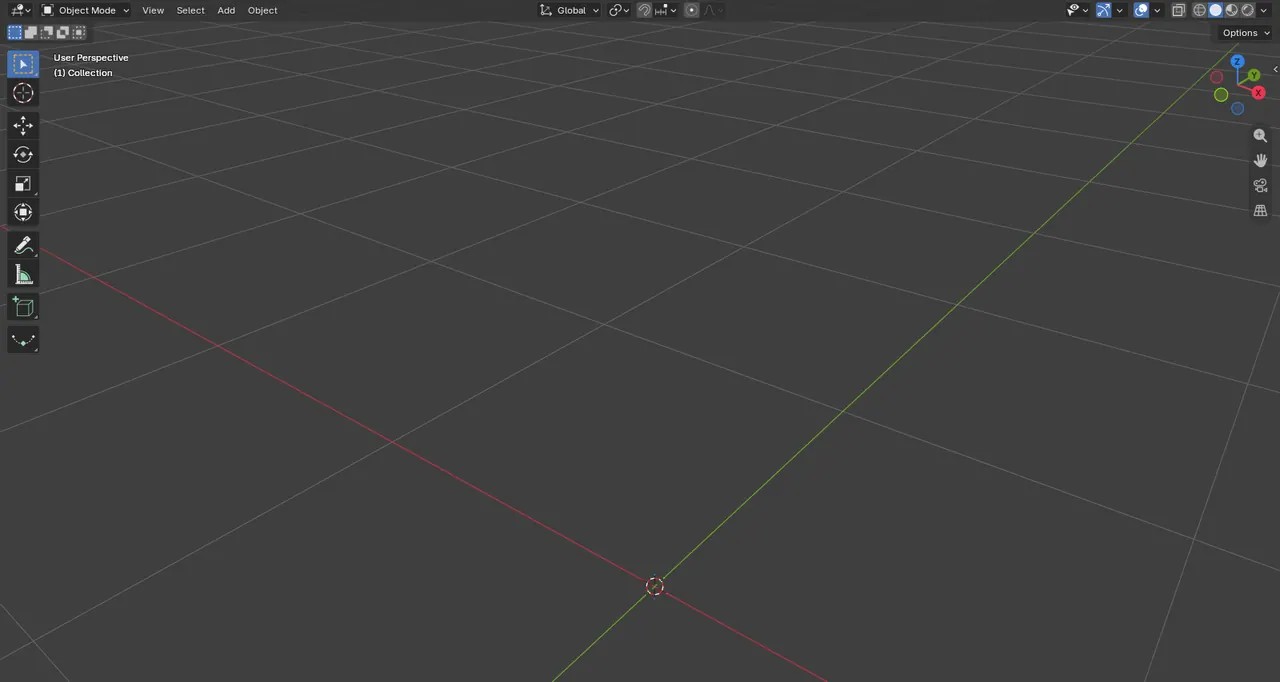 Object Mode View Select Add Object Global
Options
User Perspective
(1) Collection
Z
Y
X